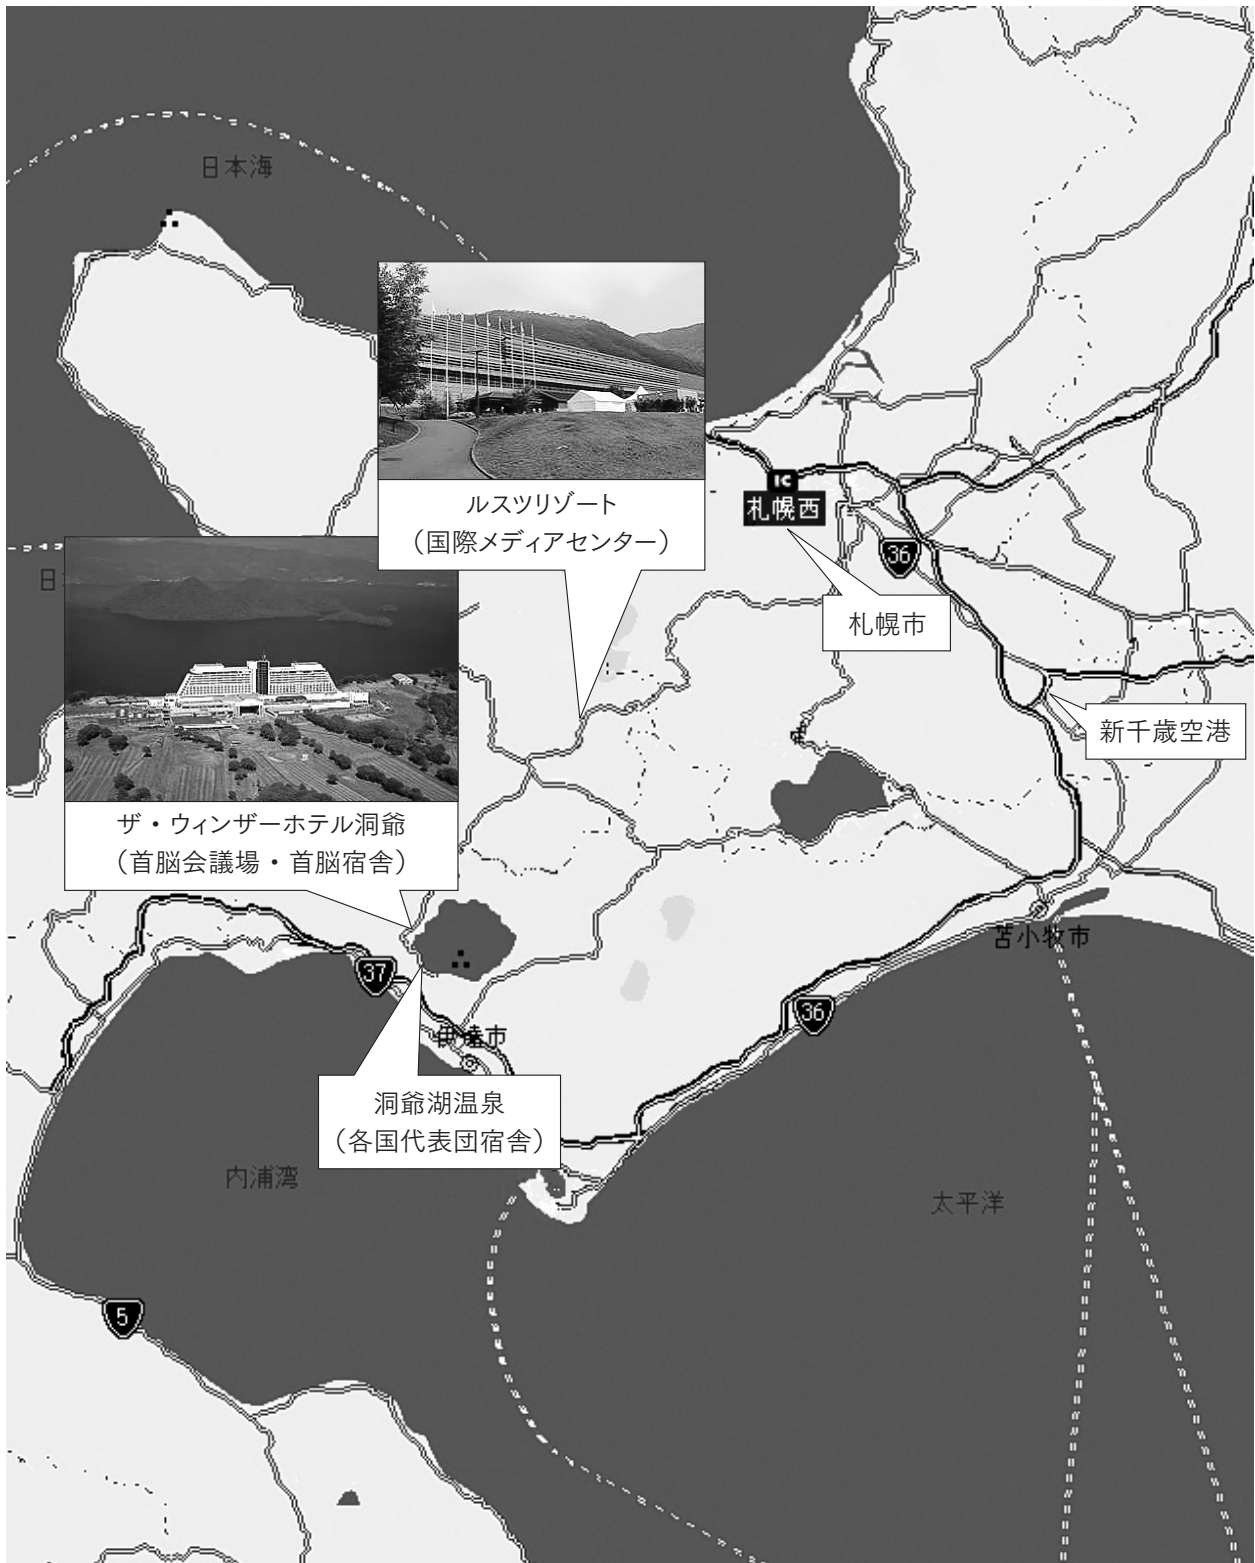 日本海
ルスツリゾート
（国際メディアセンター）
IC
札幌西
36
札幌市
日
新千歳空港
ザ・ウィンザーホテル洞爺
（首脳会議場・首脳宿舎）
苫小牧市
37
36
伊達市
洞爺湖温泉
（各国代表団宿舎）
内浦湾
太平洋
5